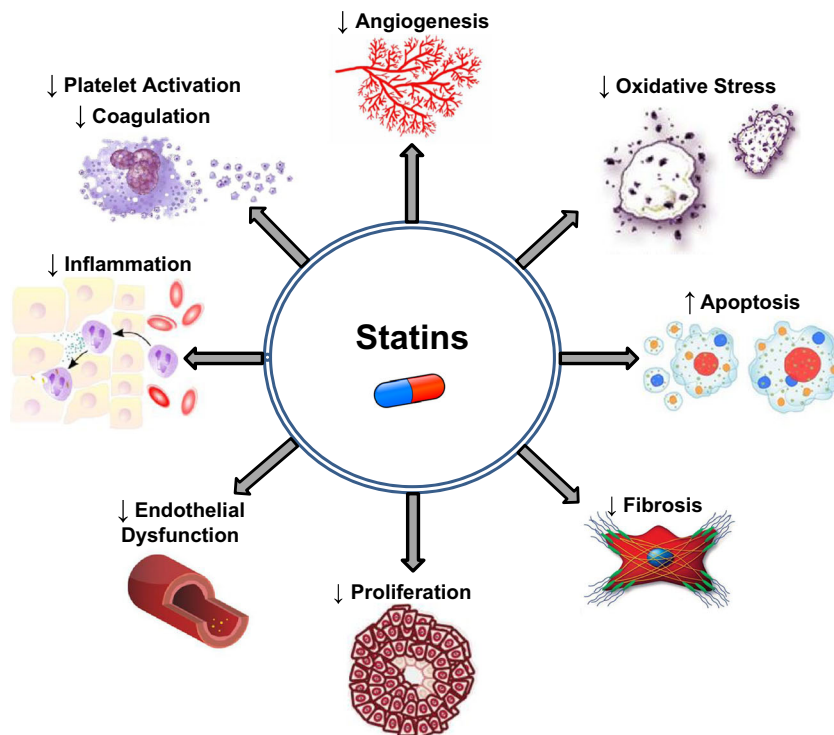 ↓ Angiogenesis
↓ Platelet Activation
↓ Coagulation
↓ Oxidative Stress
↓ Inflammation
↑ Apoptosis
Statins
↓ Endothelial
Dysfunction
↓ Fibrosis
↓ Proliferation